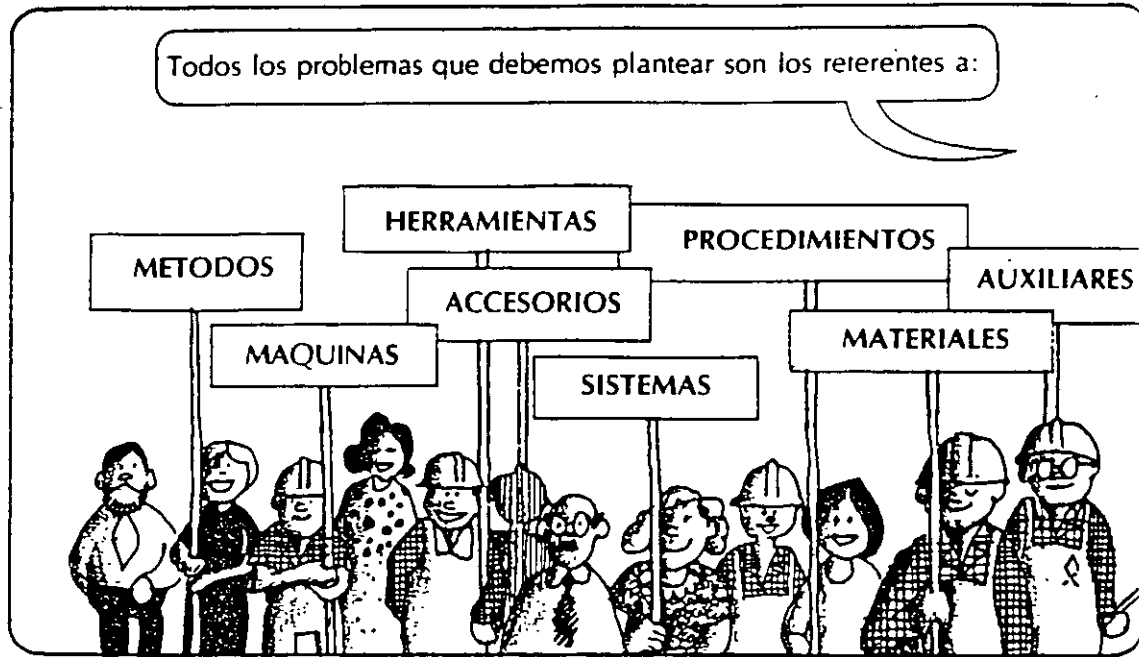 Todos los problemas que debemos plantear son los referentes a:
HERRAMIENTAS
PROCEDIMIENTOS
METODOS
AUXILIARES
ACCESORIOS
MAQUINAS
MATERIALES
SISTEMAS